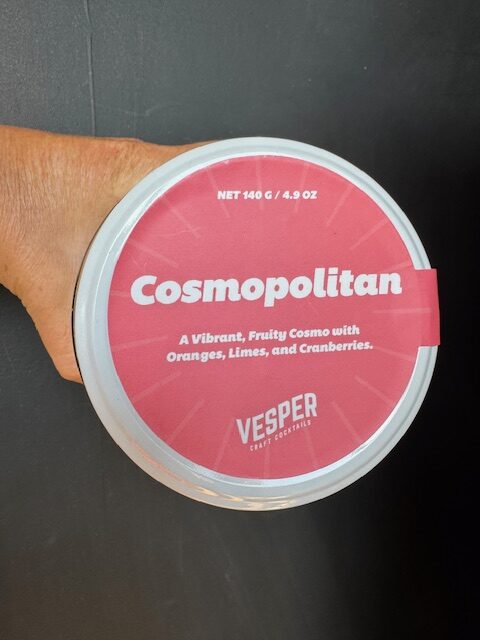 NET 140 G / 4.9 OZ
Cosmopolitan
A Vibrant, Fruity Cosmo with
Oranges, Limes, and Cranberries.
VESPER
CRAFT COCKTAILS